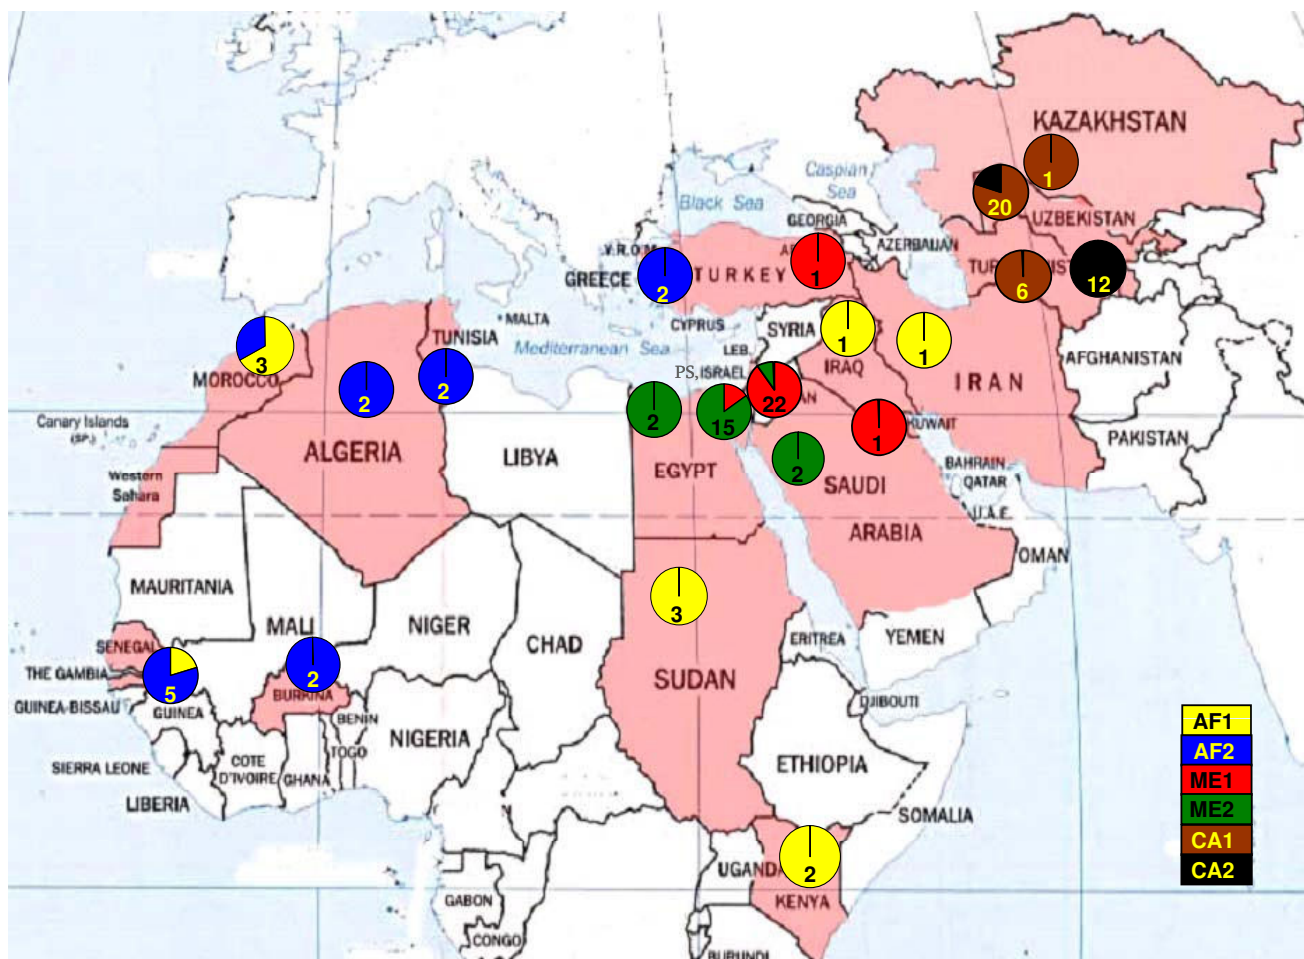 KAZAKHSTAN
Caspian
Sea
1
20
UZBEKISTAN
Black Sea
GEORGIA
AZERBAIJAN
Y.R.O.M
GREECE
TURKEY
2
1
6
12
MALTA
CYPRUS
SYRIA
1
1
TUNISIA
Mediterranean Sea
LEB.
PS,ISRAEL
IRAQ
IRAN
AFGHANISTAN
3
MOROCCO
2
2
2
15
22
AN
1
KUWAIT
Canary Islands
(SP.)
ALGERIA
LIBYA
EGYPT
2
SAUDI
ARABIA
BAHRAIN
QATAR
U.A.E.
PAKISTAN
Western
Sahara
OMAN
MAURITANIA
MALI
NIGER
CHAD
3
SUDAN
ERITREA
YEMEN
SENEGAL
THE GAMBIA
5
2
BURKINA
GUINEA-BISSAU
GUINEA
BENIN
NIGERIA
DJIBOUTI
SIERRA LEONE
COTE
D'IVOIRE
GHANA
TOGO
LIBERIA
ETHIOPIA
SOMALIA
UGANDA
2
KENYA
GABON
CONGO
BURUNDI
AF1
AF2
ME1
ME2
CA1
CA2